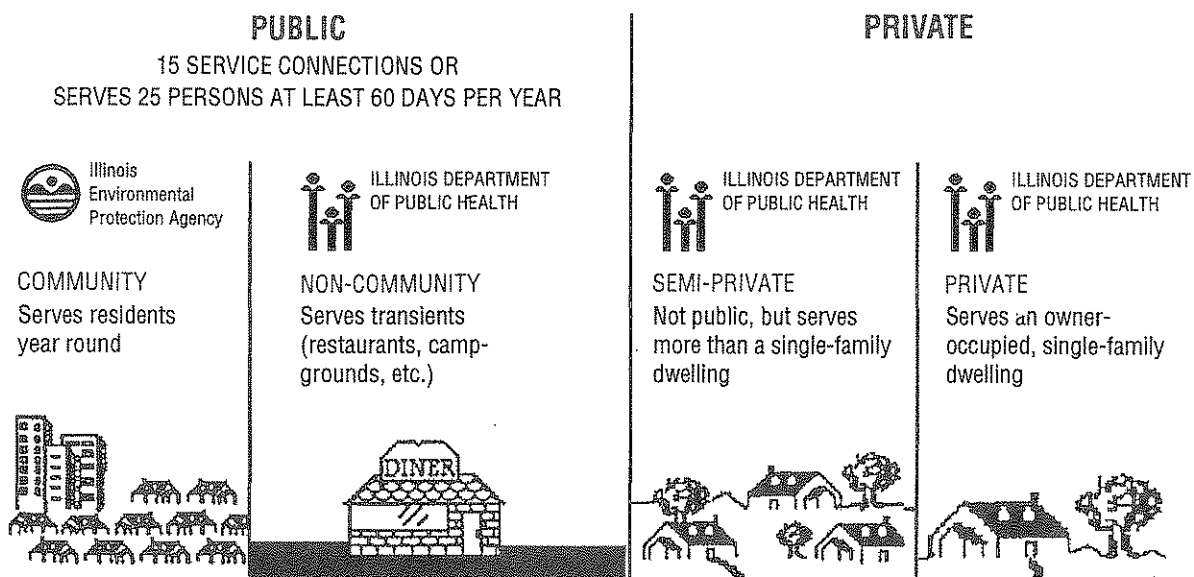 PUBLIC
15 SERVICE CONNECTIONS OR
SERVES 25 PERSONS AT LEAST 60 DAYS PER YEAR
Illinois
Environmental
Protection Agency
COMMUNITY
Serves residents
year round
ILLINOIS DEPARTMENT
OF PUBLIC HEALTH
NON-COMMUNITY
Serves transients
(restaurants, camp-
grounds, etc.)
DINER
PRIVATE
ILLINOIS DEPARTMENT
OF PUBLIC HEALTH
SEMI-PRIVATE
Not public, but serves
more than a single-family
dwelling
ILLINOIS DEPARTMENT
OF PUBLIC HEALTH
PRIVATE
Serves an owner-
occupied, single-family
dwelling